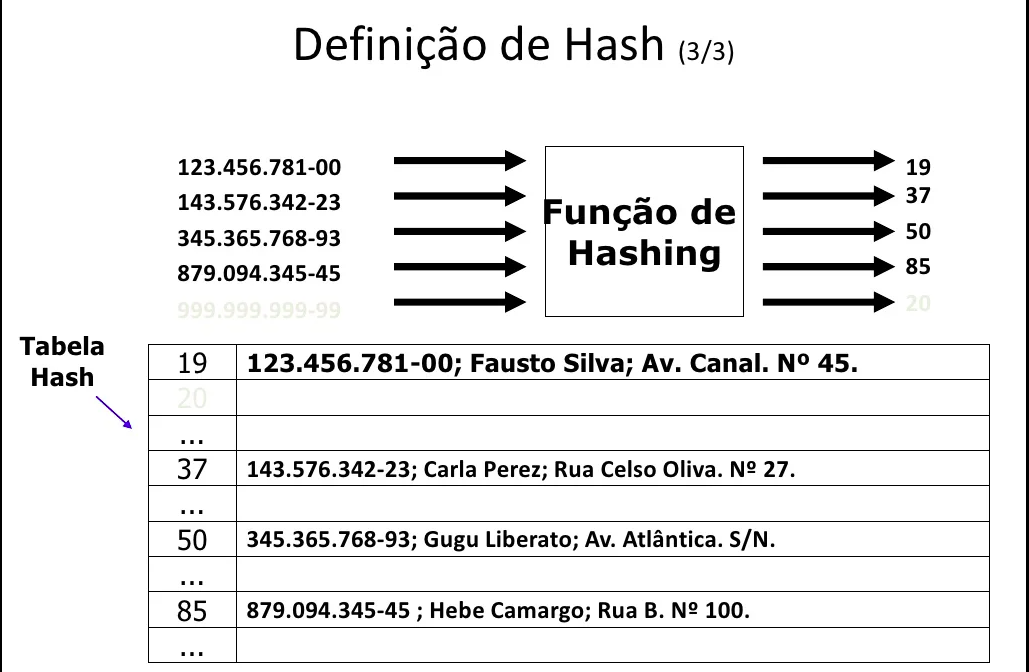 Definição de Hash (3/3)
123.456.781-00
19
143.576.342-23
37
345.365.768-93
50
879.094.345-45
85
999.999.999-99
20
Função de
Hashing
Tabela
Hash
19 123.456.781-00; Fausto Silva; Av. Canal. Nº 45.
20
...
37 143.576.342-23; Carla Perez; Rua Celso Oliva. Nº 27.
...
50 345.365.768-93; Gugu Liberato; Av. Atlântica. S/N.
...
85 879.094.345-45 ; Hebe Camargo; Rua B. Nº 100.
...